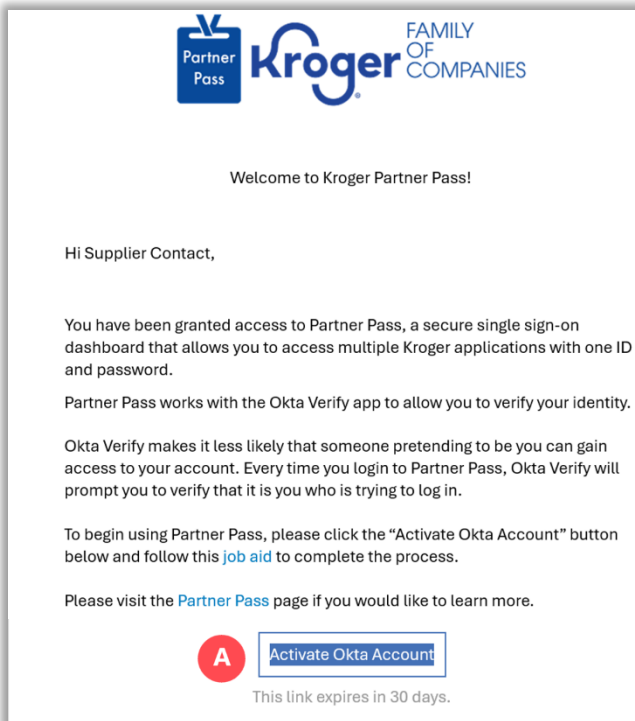 Partner
Pass
Kroger
FAMILY
OF
COMPANIES
Welcome to Kroger Partner Pass!
Hi Supplier Contact,
You have been granted access to Partner Pass, a secure single sign-on
dashboard that allows you to access multiple Kroger applications with one ID
and password.
Partner Pass works with the Okta Verify app to allow you to verify your identity.
Okta Verify makes it less likely that someone pretending to be you can gain
access to your account. Every time you login to Partner Pass, Okta Verify will
prompt you to verify that it is you who is trying to log in.
To begin using Partner Pass, please click the “Activate Okta Account” button
below and follow this job aid to complete the process.
Please visit the Partner Pass page if you would like to learn more.
A
Activate Okta Account
This link expires in 30 days.